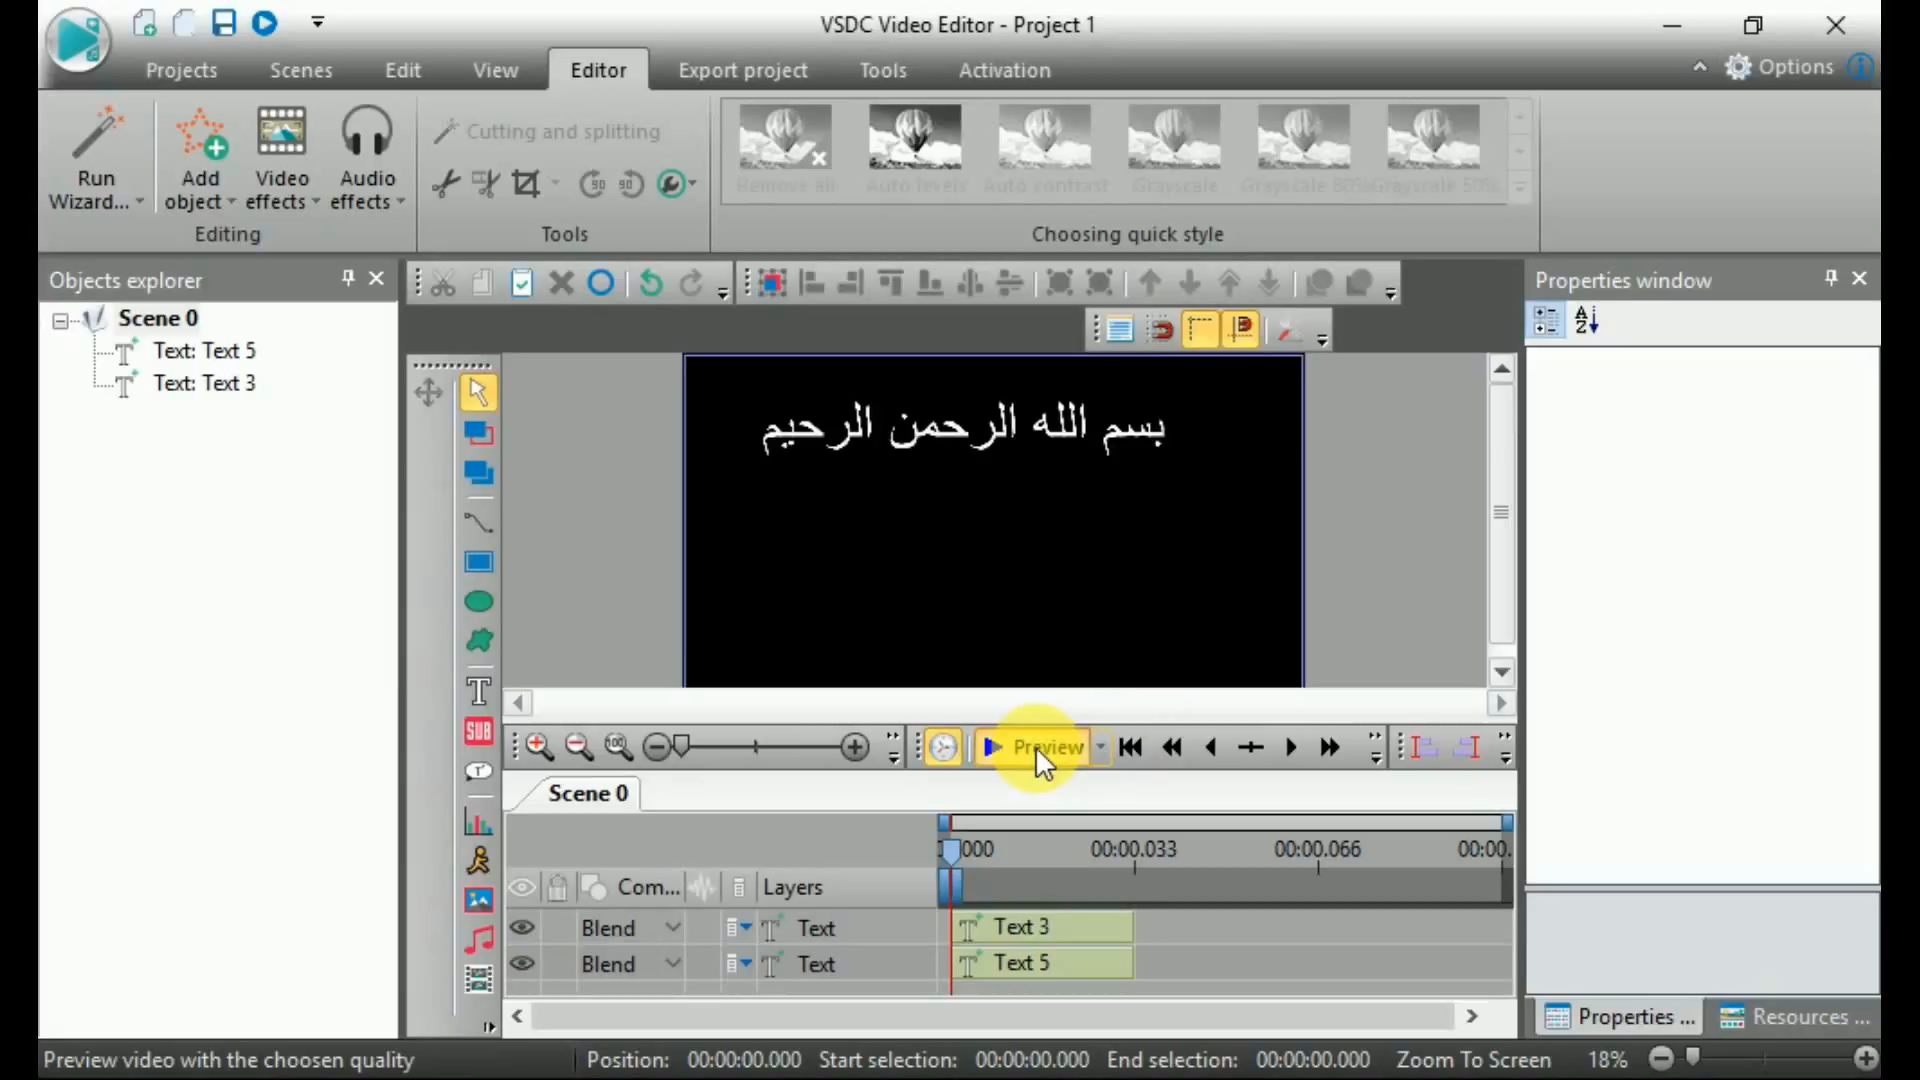 VSDC Video Editor - Project 1
Projects Scenes Edit View Editor Export project Tools Activation Options
Run Wizard...
Add object
Video effects
Audio effects
Editing
Cutting and splitting
Tools
Remove all Auto levels Auto contrast Grayscale Grayscale 80% Grayscale 50%
Choosing quick style
Objects explorer
Scene 0
Text: Text 5
Text: Text 3
Properties window
بسم الله الرحمن الرحيم
T
SUB
Preview
Scene 0
000 00:00.033 00:00.066 00:00.
Com... Layers
Blend Text Text 3
Blend Text Text 5
Properties ... Resources ...
Preview video with the choosen quality Position: 00:00:00.000 Start selection: 00:00:00.000 End selection: 00:00:00.000 Zoom To Screen 18%